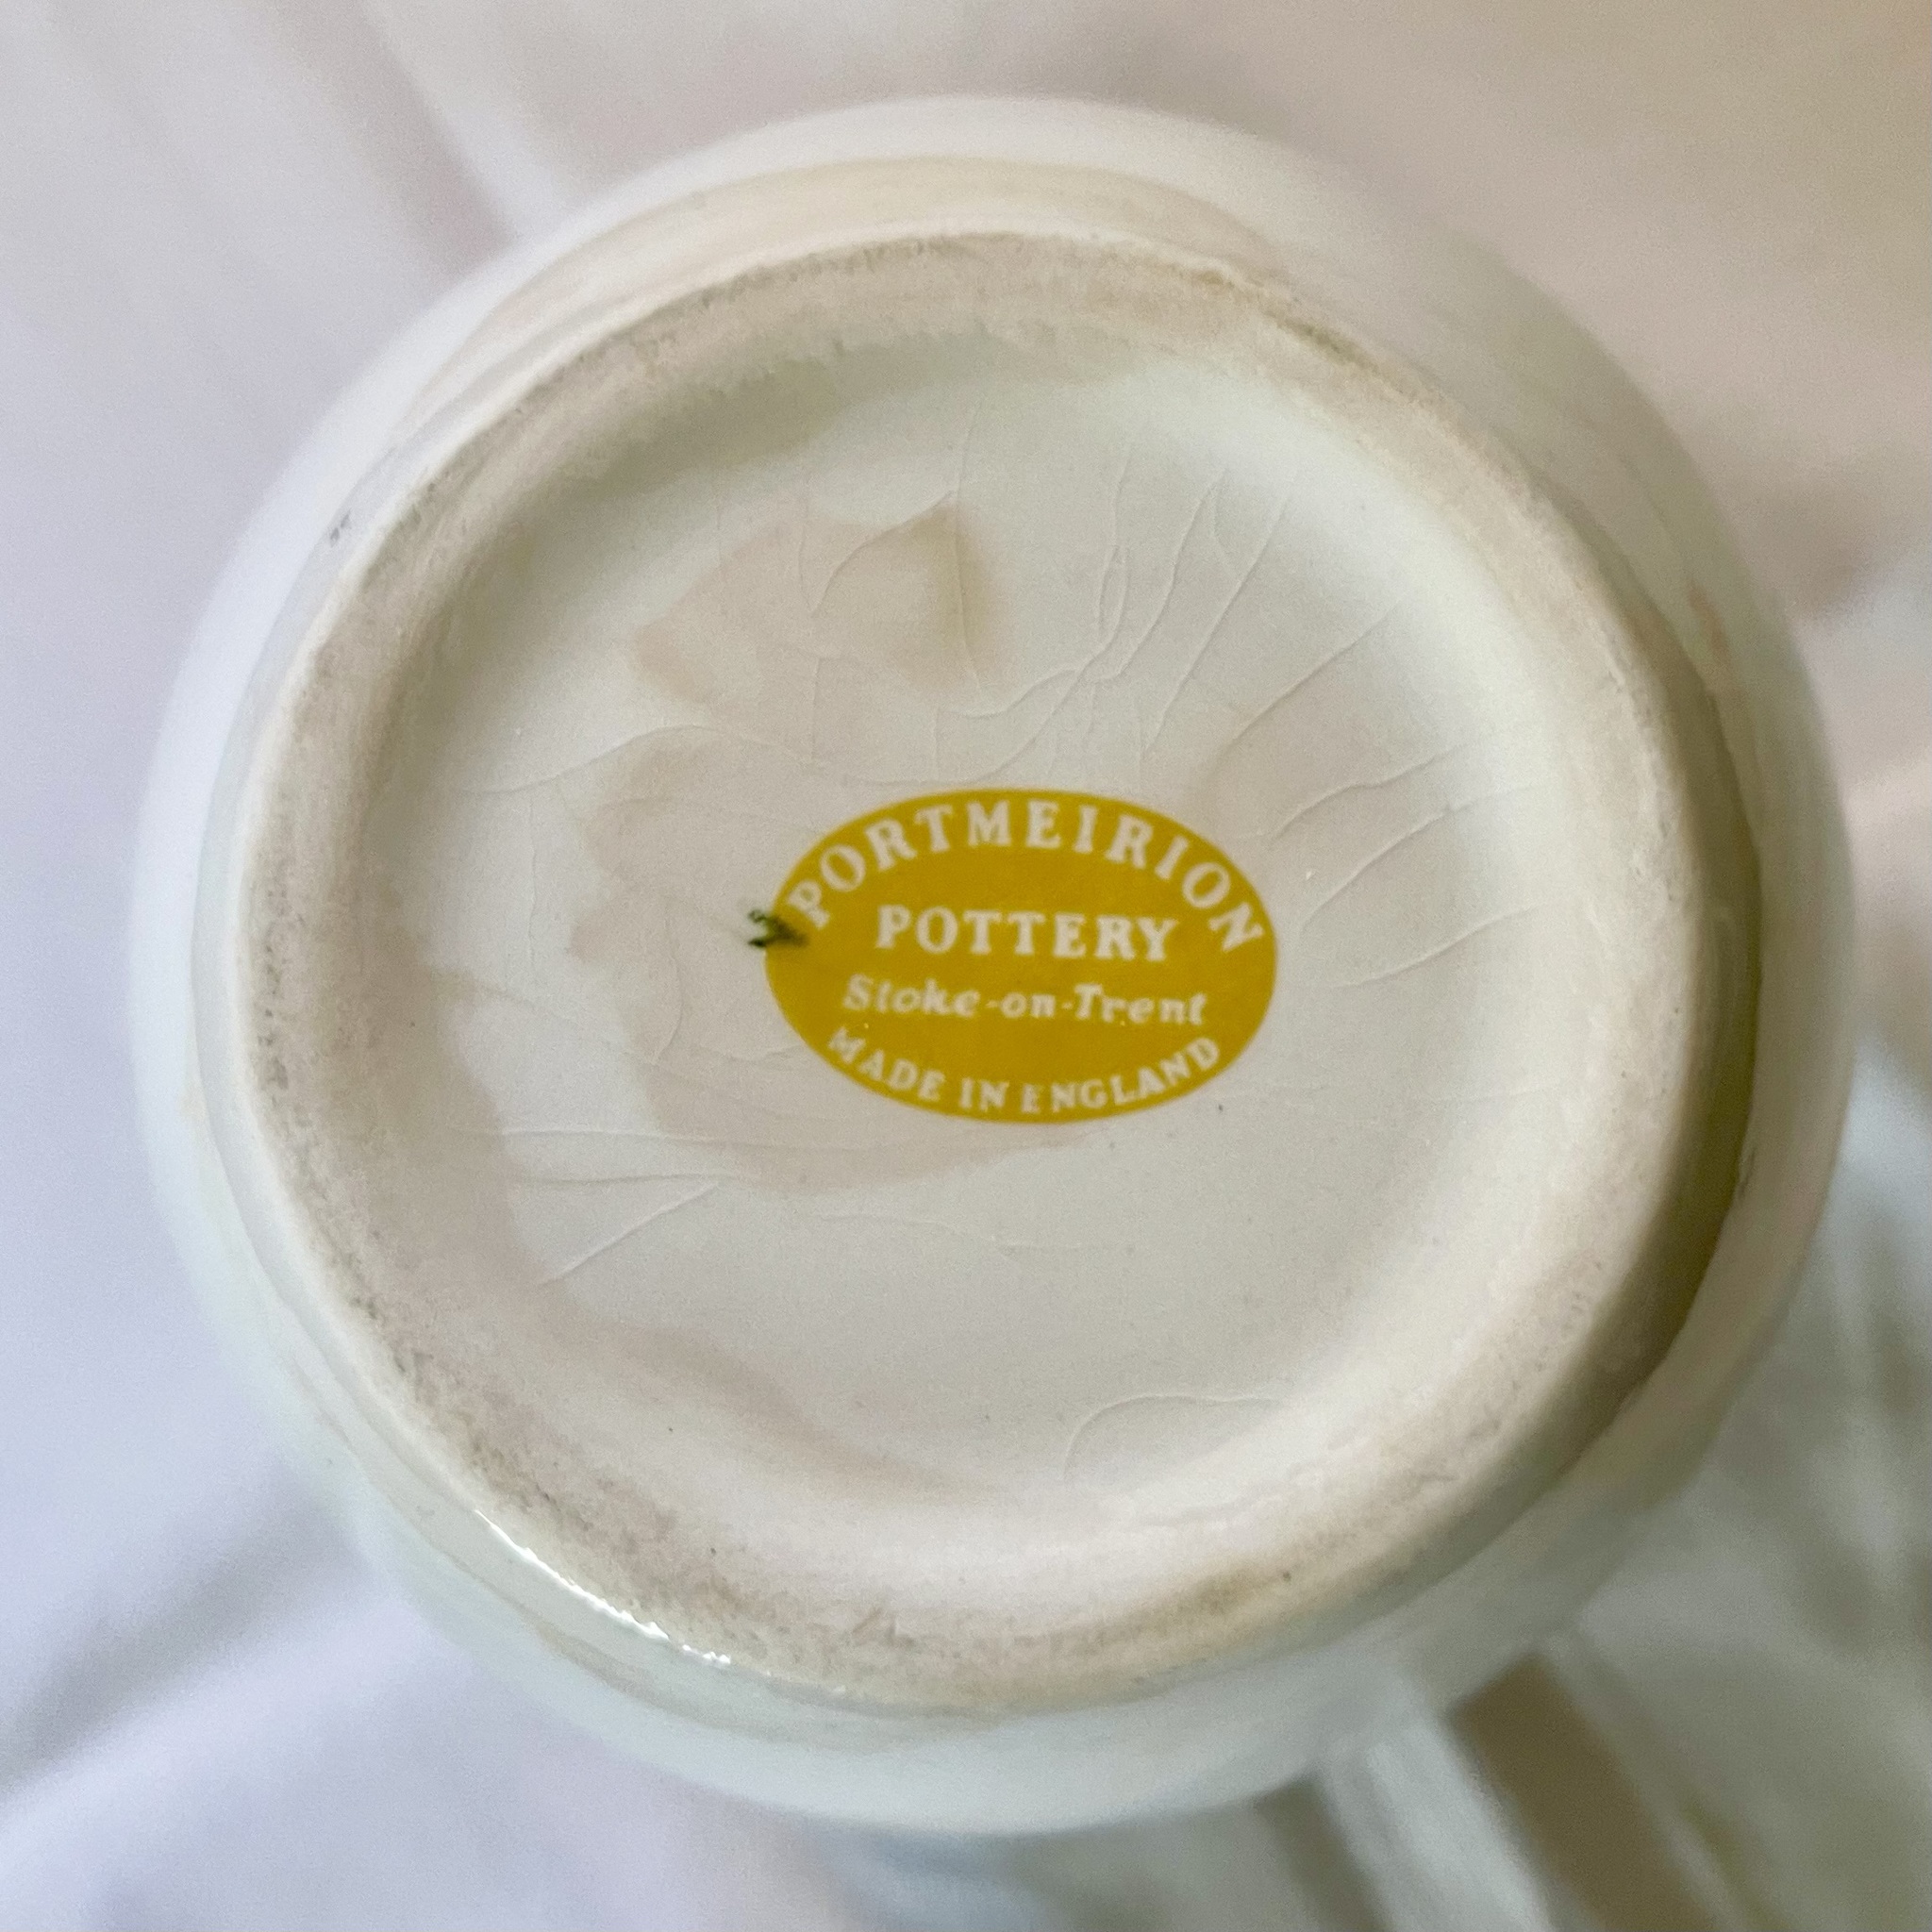 PORTMEIRION
POTTERY
Stoke-on-Trent
MADE IN ENGLAND